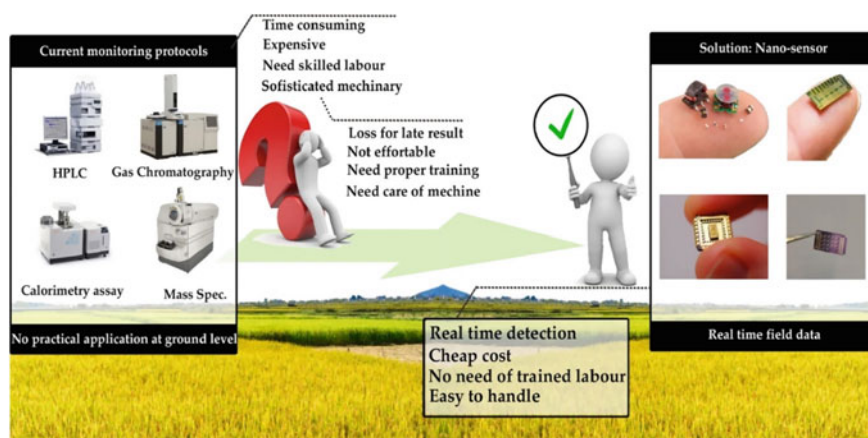 Current monitoring protocols
HPLC
Gas Chromatography
Calorimetry assay
Mass Spec.
No practical application at ground level
Time consuming
Expensive
Need skilled labour
Sofisticated mechinary
Loss for late result
Not effortable
Need proper training
Need care of mechine
Real time detection
Cheap cost
No need of trained labour
Easy to handle
Solution: Nano-sensor
Real time field data